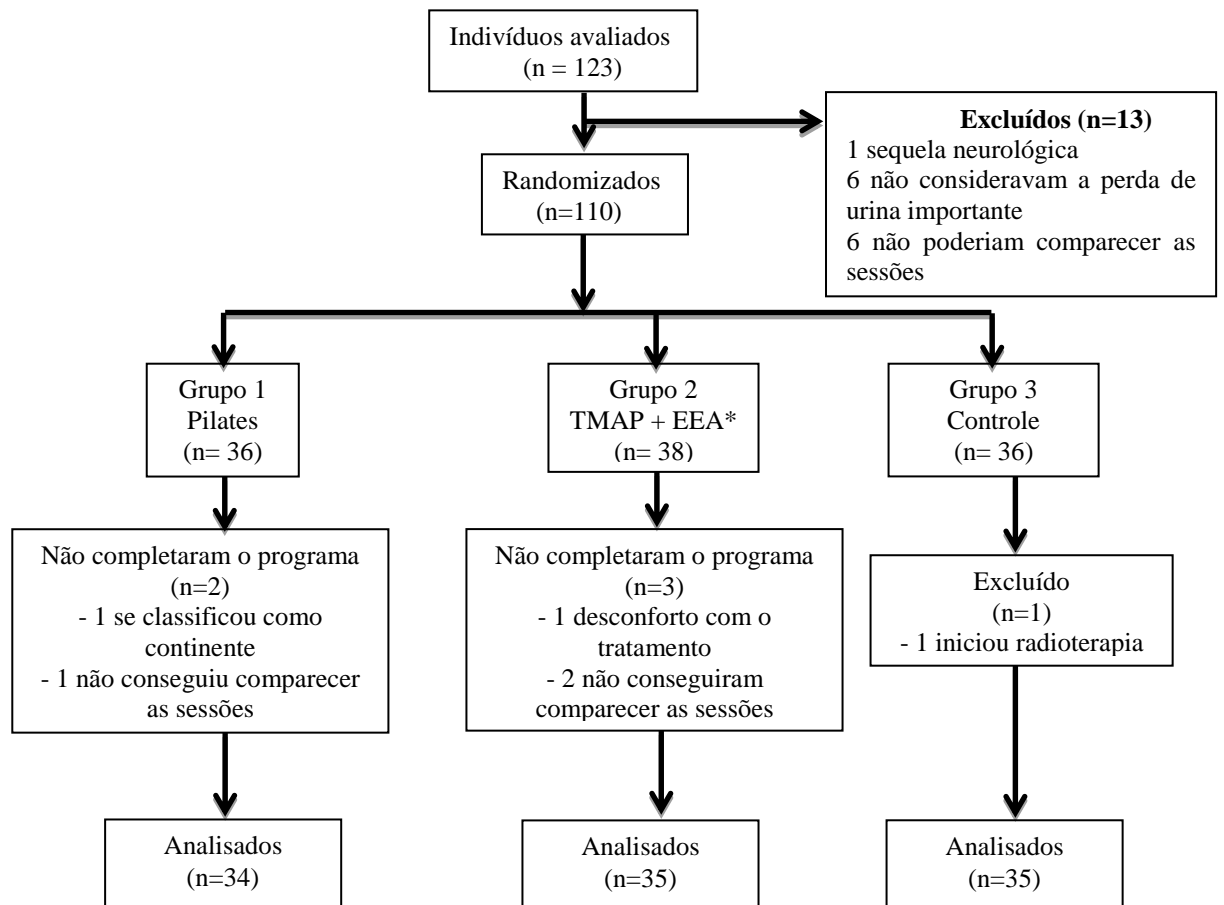 Indivíduos avaliados
(n = 123)
Excluídos (n=13)
1 sequela neurológica
6 não consideravam a perda de
urina importante
6 não poderiam comparecer as
sessões
Randomizados
(n=110)
Grupo 1
Pilates
(n= 36)
Grupo 2
TMAP + EEA*
(n= 38)
Grupo 3
Controle
(n= 36)
Não completaram o programa
(n=2)
- 1 se classificou como
continente
- 1 não conseguiu comparecer
as sessões
Não completaram o programa
(n=3)
- 1 desconforto com o
tratamento
- 2 não conseguiram
comparecer as sessões
Excluído
(n=1)
- 1 iniciou radioterapia
Analisados
(n=34)
Analisados
(n=35)
Analisados
(n=35)